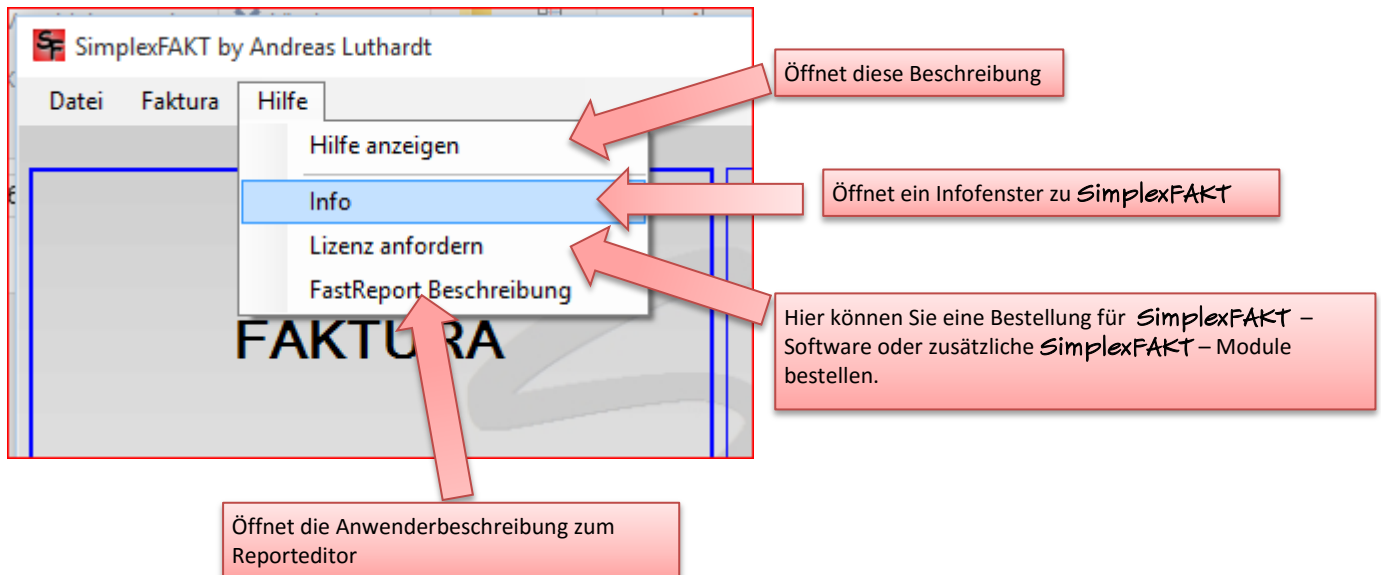 SimplexFAKT by Andreas Luthardt
Datei Faktura Hilfe
Hilfe anzeigen
Info
Lizenz anfordern
FastReport Beschreibung
FAKTURA
Öffnet diese Beschreibung
Öffnet ein Infofenster zu SimplexFAKT
Hier können Sie eine Bestellung für SimplexFAKT –
Software oder zusätzliche SimplexFAKT – Module
bestellen.
Öffnet die Anwenderbeschreibung zum
Reporteditor